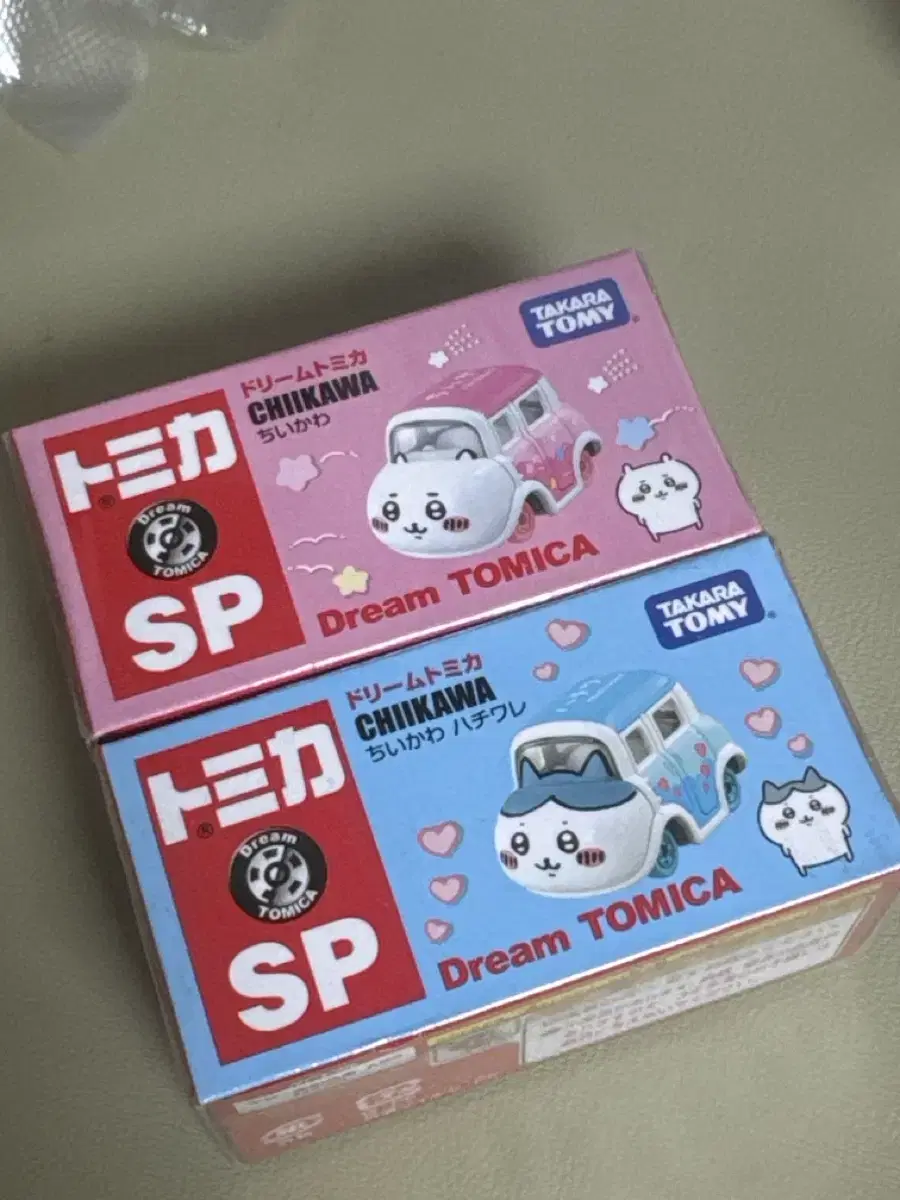 TAKARA
TOMY
ドリームトミカ
CHIIKAWA
ちいかわ
トミカ
Dream
TOMICA
SP
Dream TOMICA
TAKARA
TOMY
ドリームトミカ
CHIIKAWA
ちいかわ ハチワレ
トミカ
Dream
TOMICA
SP
Dream TOMICA